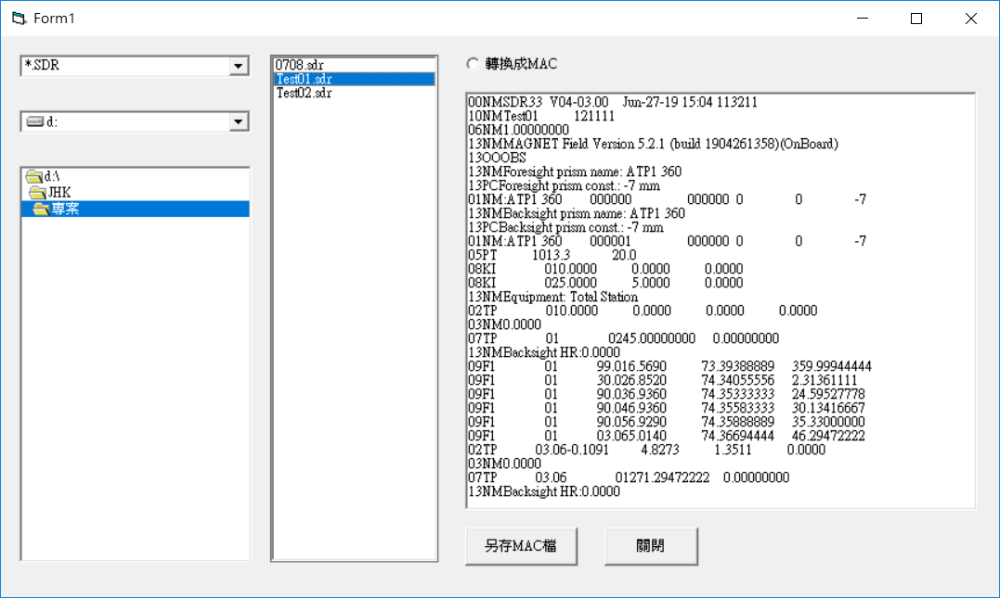 Form1
*.SDR
d:
d:\
JHK
專案
0708.sdr
Test01.sdr
Test02.sdr
轉換成MAC
00NMSDR33 V04-03.00 Jun-27-19 15:04 113211
10NMTest01 121111
06NM1.00000000
13NMMAGNET Field Version 5.2.1 (build 1904261358)(OnBoard)
13OOOBS
13NMForesight prism name: ATP1 360
13PCForesight prism const.: -7 mm
01NM:ATP1 360 000000 000000 0 0 -7
13NMBacksight prism name: ATP1 360
13PCBacksight prism const.: -7 mm
01NM:ATP1 360 000001 000000 0 0 -7
05PT 1013.3 20.0
08KI 010.0000 0.0000 0.0000
08KI 025.0000 5.0000 0.0000
13NMEquipment: Total Station
02TP 010.0000 0.0000 0.0000 0.0000
03NM0.0000
07TP 01 0245.00000000 0.00000000
13NMBacksight HR:0.0000
09F1 01 99.016.5690 73.39388889 359.99944444
09F1 01 30.026.8520 74.34055556 2.31361111
09F1 01 90.036.9360 74.35333333 24.59527778
09F1 01 90.046.9360 74.35583333 30.13416667
09F1 01 90.056.9290 74.35888889 35.33000000
09F1 01 03.065.0140 74.36694444 46.29472222
02TP 03.06-0.1091 4.8273 1.3511 0.0000
03NM0.0000
07TP 03.06 01271.29472222 0.00000000
13NMBacksight HR:0.0000
另存MAC檔
關閉